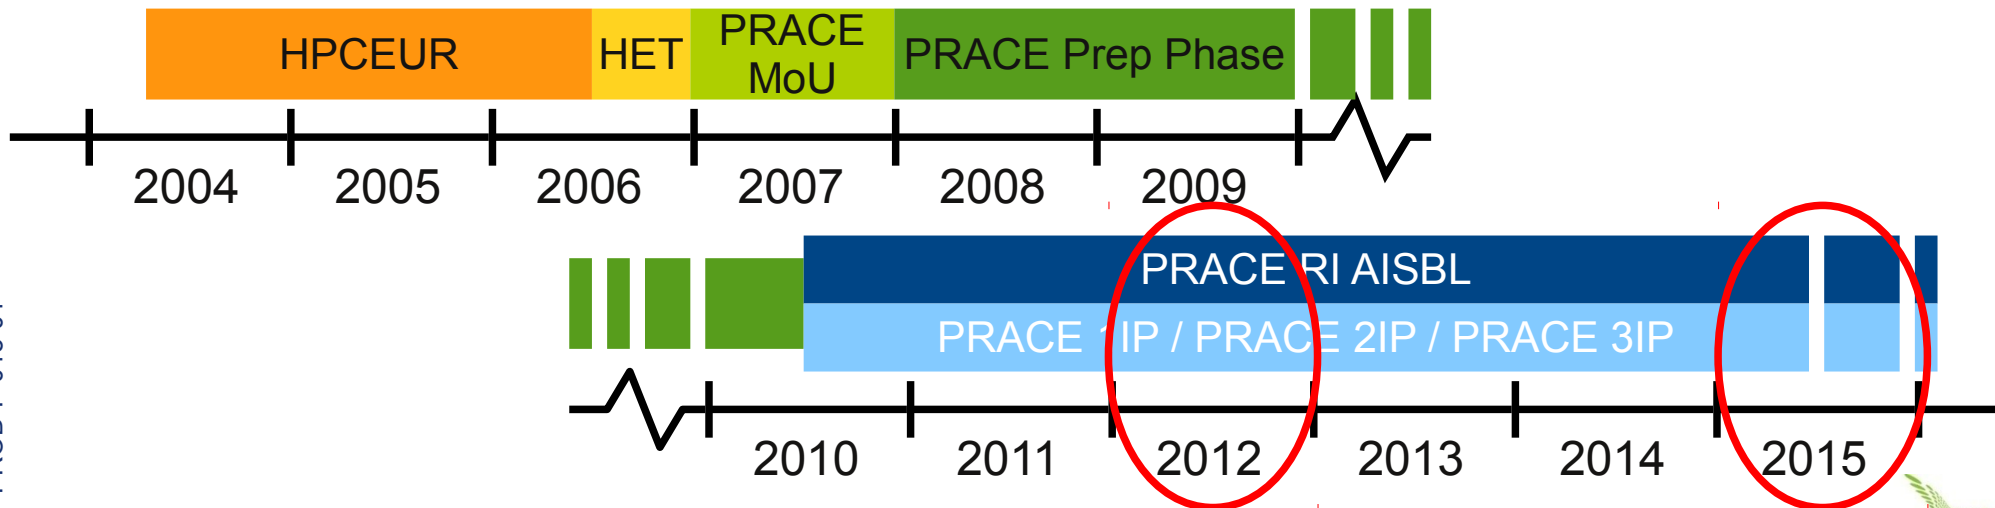 HPCEUR
HET
PRACE
MoU
PRACE Prep Phase
2004
2005
2006
2007
2008
2009
PRACE RI AISBL
PRACE 1IP / PRACE 2IP / PRACE 3IP
2010
2011
2012
2013
2014
2015